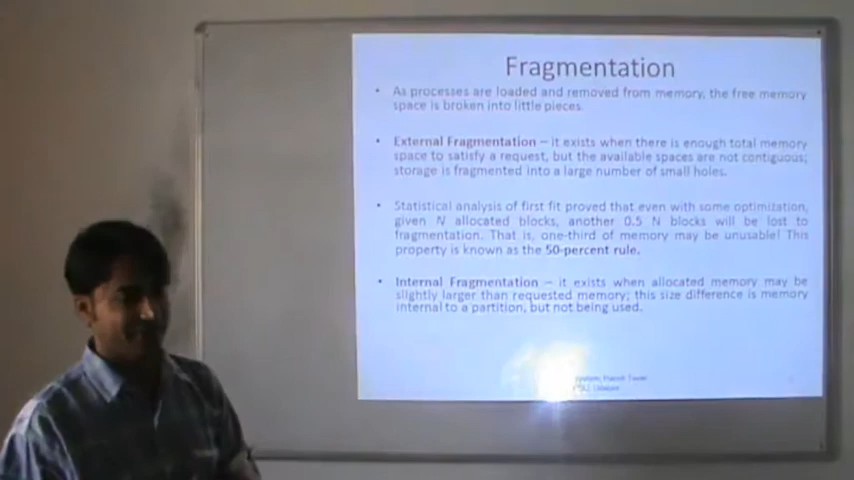 Fragmentation
• As processes are loaded and removed from memory, the free memory
space is broken into little pieces.
• External Fragmentation – it exists when there is enough total memory
space to satisfy a request, but the available spaces are not contiguous;
storage is fragmented into a large number of small holes.
• Statistical analysis of first fit proved that even with some optimization,
given N allocated blocks, another 0.5 N blocks will be lost to
fragmentation. That is, one-third of memory may be unusable! This
property is known as the 50-percent rule.
• Internal Fragmentation – it exists when allocated memory may be
slightly larger than requested memory; this size difference is memory
internal to a partition, but not being used.